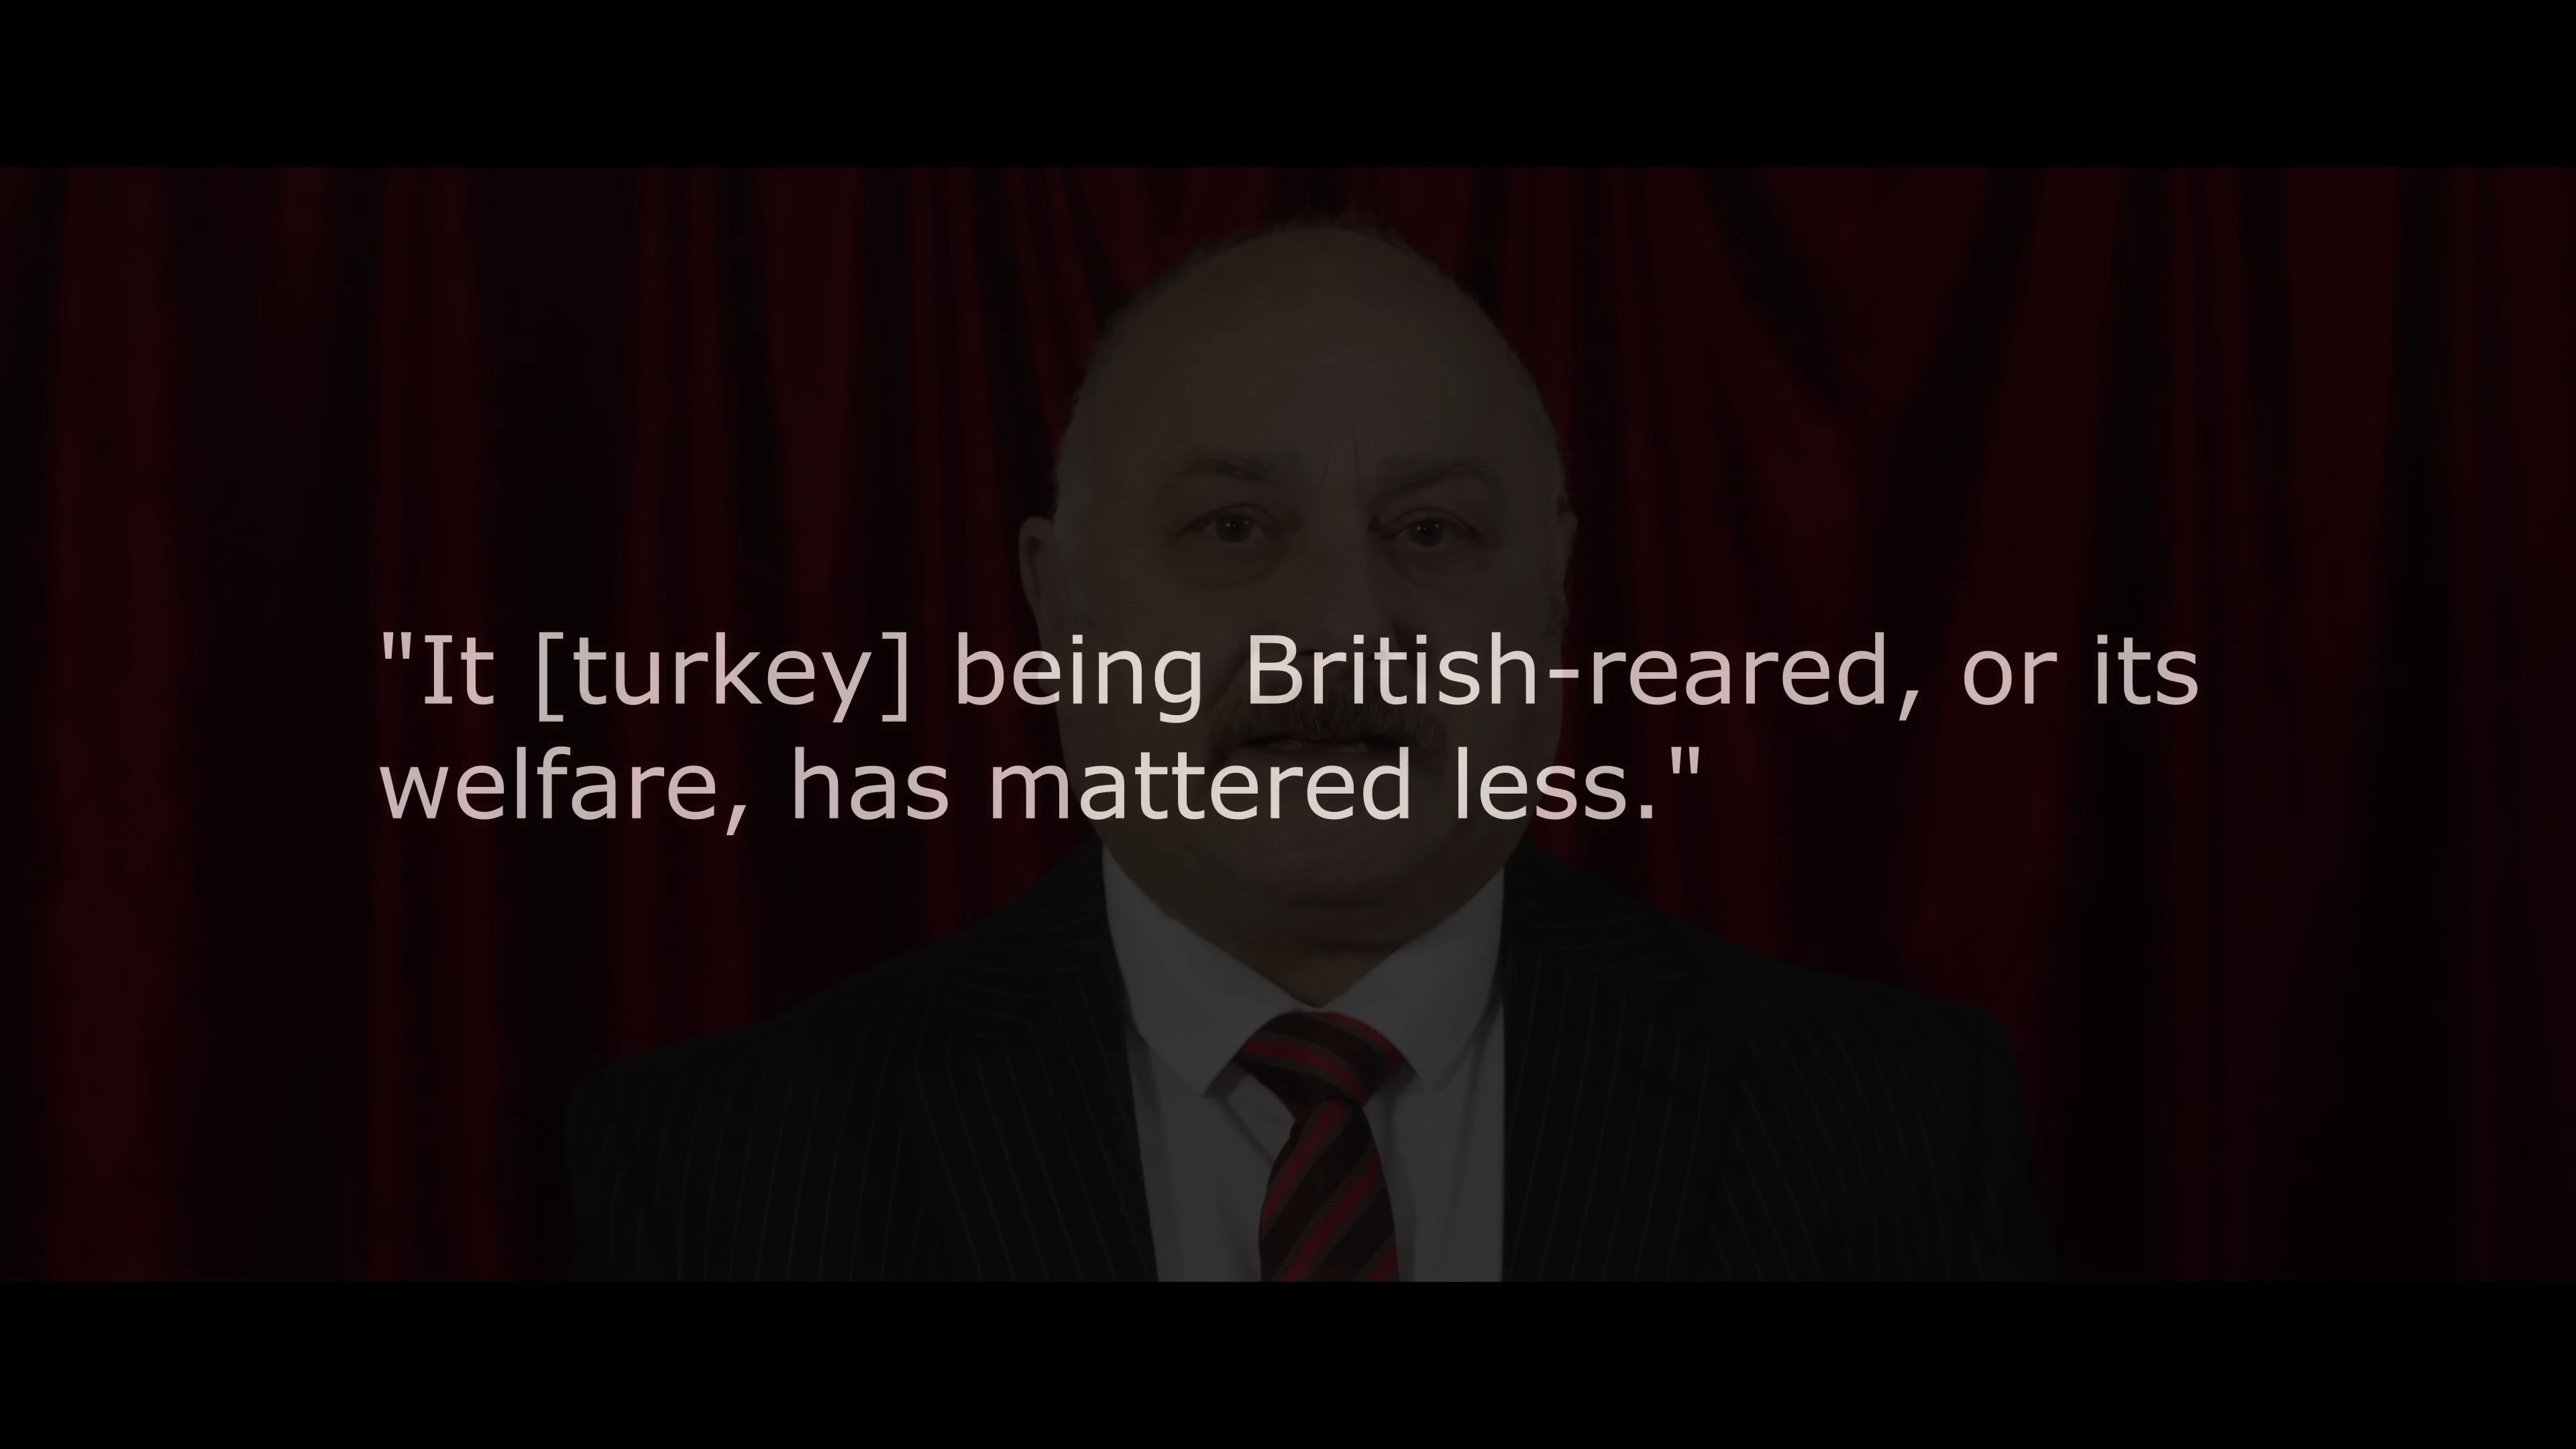 "It [turkey] being British-reared, or its
welfare, has mattered less."